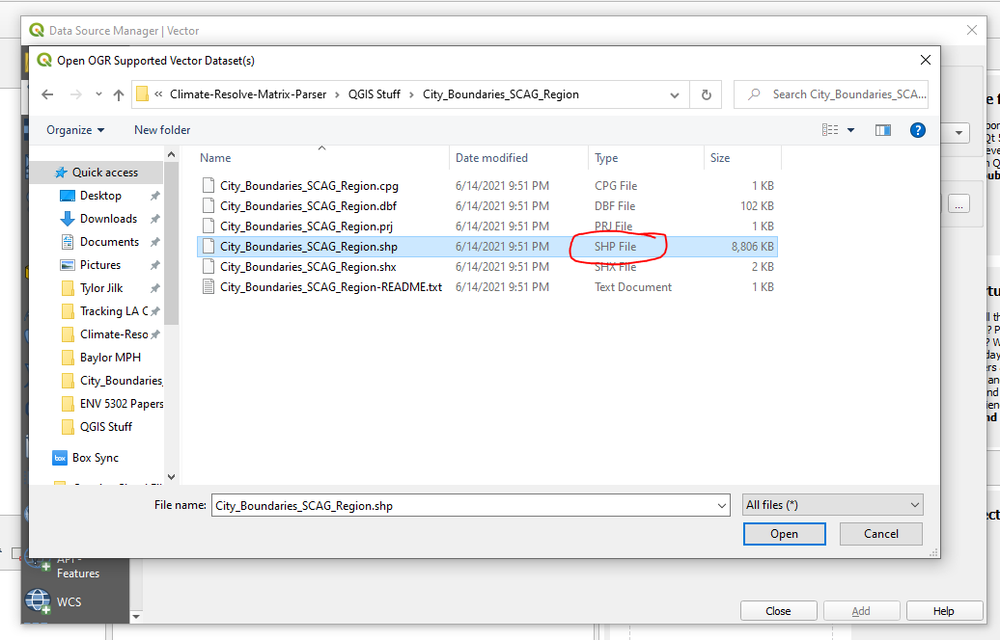 Data Source Manager | Vector
Open OGR Supported Vector Dataset(s)
« Climate-Resolve-Matrix-Parser › QGIS Stuff › City_Boundaries_SCAG_Region
Search City_Boundaries_SCA...
Organize
New folder
Name Date modified Type Size
Quick access
Desktop
Downloads
Documents
Pictures
Tylor Jilk
Tracking LA C
Climate-Reso
Baylor MPH
City_Boundaries_
ENV 5302 Papers
QGIS Stuff
Box Sync
City_Boundaries_SCAG_Region.cpg 6/14/2021 9:51 PM CPG File 1 KB
City_Boundaries_SCAG_Region.dbf 6/14/2021 9:51 PM DBF File 102 KB
City_Boundaries_SCAG_Region.prj 6/14/2021 9:51 PM PRJ File 1 KB
City_Boundaries_SCAG_Region.shp 6/14/2021 9:51 PM SHP File 8,806 KB
City_Boundaries_SCAG_Region.shx 6/14/2021 9:51 PM SHX File 2 KB
City_Boundaries_SCAG_Region-README.txt 6/14/2021 9:51 PM Text Document 1 KB
File name: City_Boundaries_SCAG_Region.shp
All files (*)
Open Cancel
API -
Features
WCS
Close Add Help
...